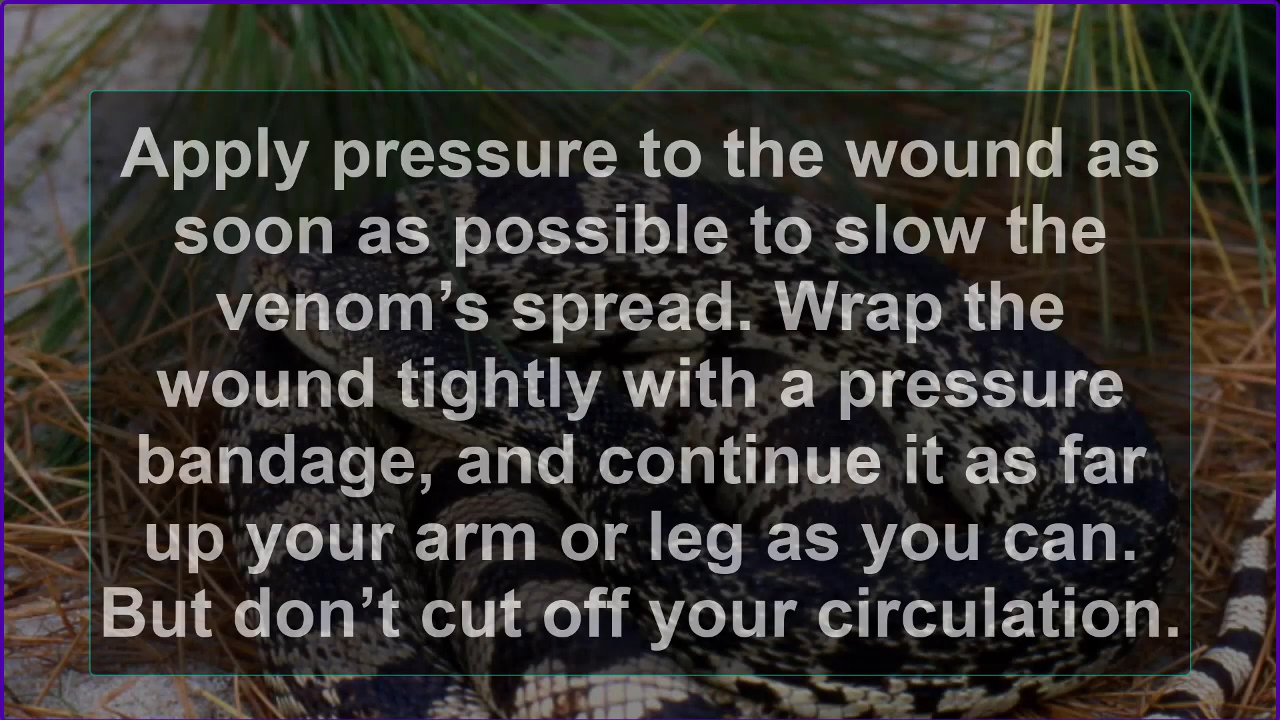 Apply pressure to the wound as
soon as possible to slow the
venom’s spread. Wrap the
wound tightly with a pressure
bandage, and continue it as far
up your arm or leg as you can.
But don’t cut off your circulation.